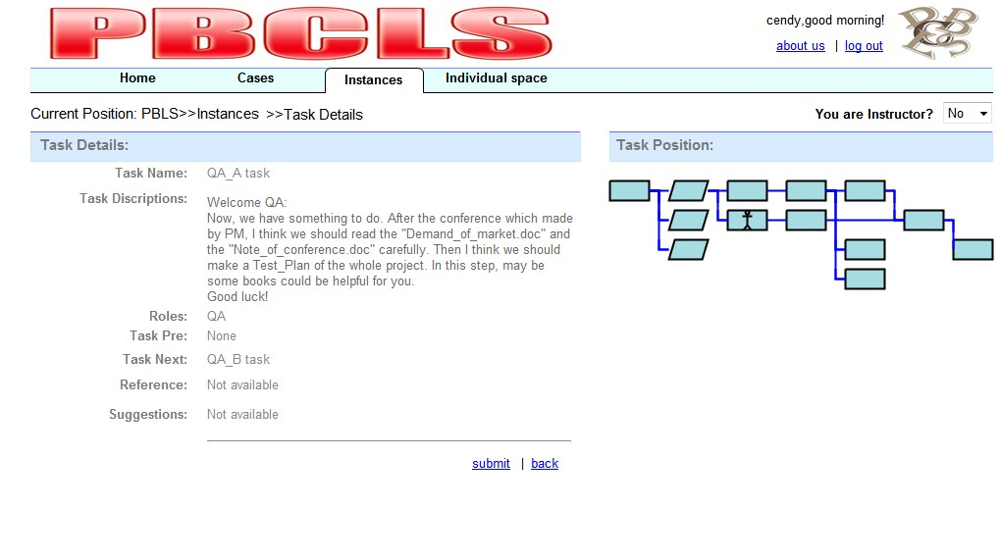 PBCLS
cendy,good morning!
about us | log out
Home Cases Instances Individual space
Current Position: PBLS>>Instances >>Task Details
You are Instructor? No
Task Details:
Task Position:
Task Name: QA_A task
Task Discriptions: Welcome QA:
Now, we have something to do. After the conference which made
by PM, I think we should read the "Demand_of_market.doc" and
the "Note_of_conference.doc" carefully. Then I think we should
make a Test_Plan of the whole project. In this step, may be
some books could be helpful for you.
Good luck!
Roles: QA
Task Pre: None
Task Next: QA_B task
Reference: Not available
Suggestions: Not available
submit | back